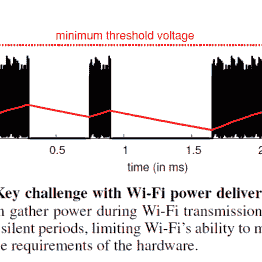 minimum threshold voltage
0.5 1 1.5 2
time (in ms)
Key challenge with Wi-Fi power deliver
n gather power during Wi-Fi transmission
silent periods, limiting Wi-Fi's ability to m
e requirements of the hardware.